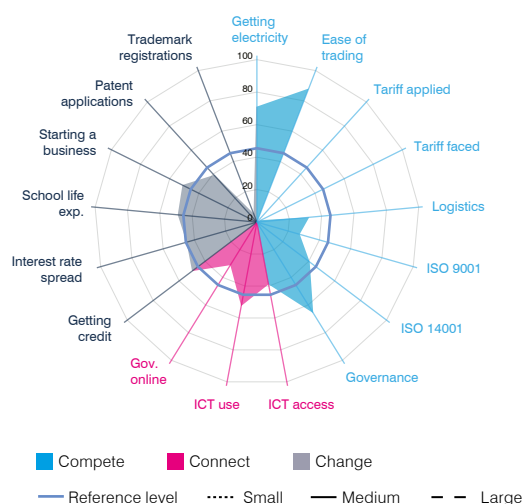 Getting
electricity
Ease of
trading
Tariff applied
Tariff faced
Logistics
ISO 9001
ISO 14001
Governance
ICT access
ICT use
Gov.
online
Getting
credit
Interest rate
spread
School life
exp.
Starting a
business
Patent
applications
Trademark
registrations
100
80
60
40
20
0
Compete Connect Change
Reference level Small Medium Large